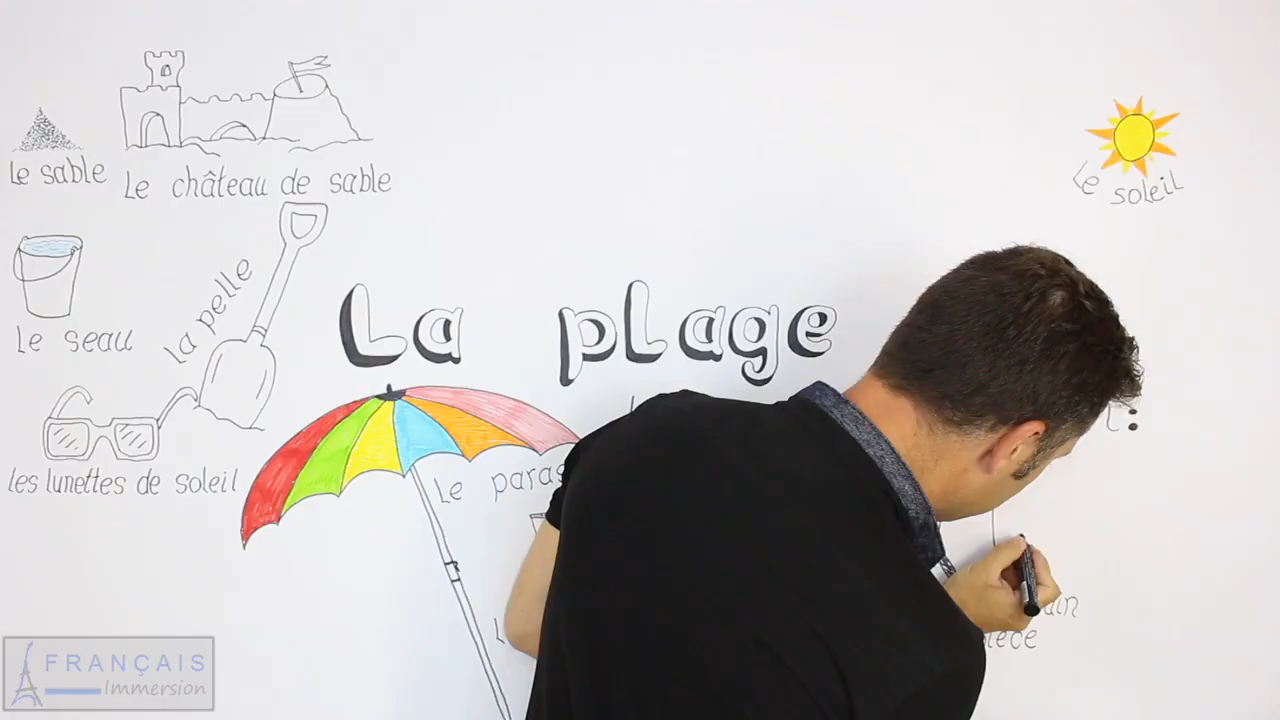 Le sable
Le château de sable
Le soleil
Le seau
la pelle
La plage
les lunettes de soleil
Le
FRANÇAIS
Immersion